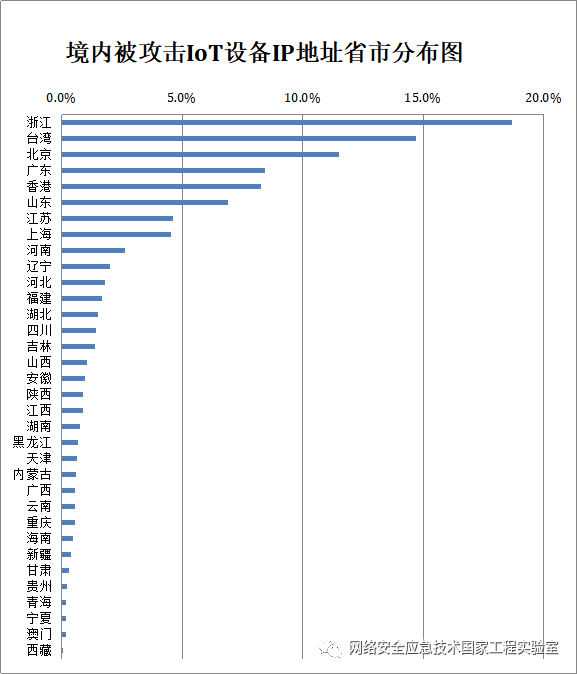 境内被攻击IoT设备IP地址省市分布图
0.0% 5.0% 10.0% 15.0% 20.0%
浙江
台湾
北京
广东
香港
山东
江苏
上海
河南
辽宁
河北
福建
湖北
四川
吉林
山西
安徽
陕西
江西
湖南
黑龙江
天津
内蒙古
广西
云南
重庆
海南
新疆
甘肃
贵州
青海
宁夏
澳门
西藏
网络安全应急技术国家工程实验室